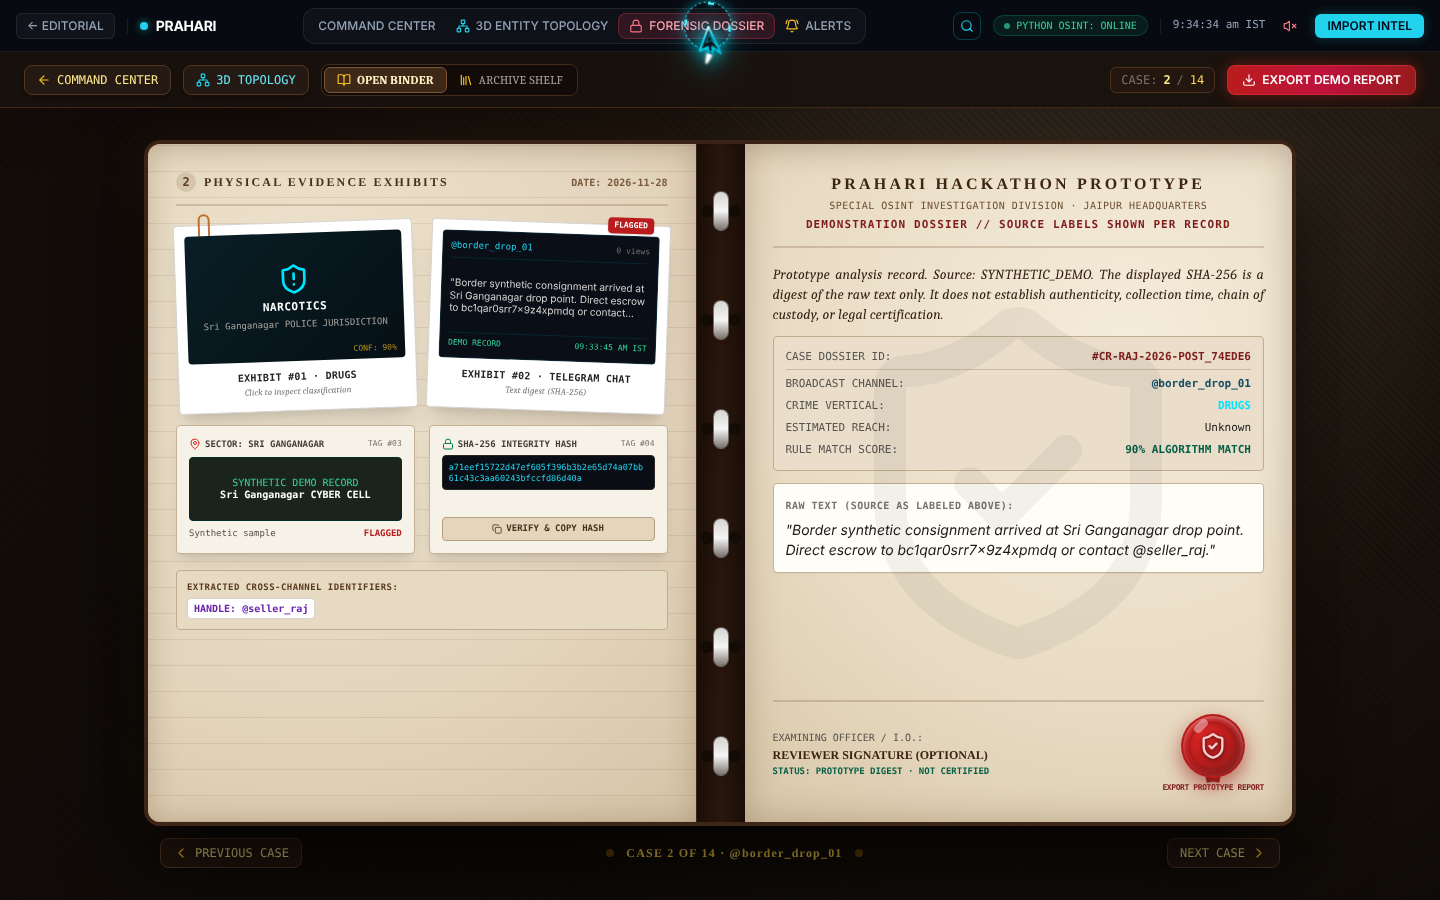 ← EDITORIAL
PRAHARI
COMMAND CENTER
3D ENTITY TOPOLOGY
FORENSIC DOSSIER
ALERTS
PYTHON OSINT: ONLINE
9:34:34 am IST
IMPORT INTEL
← COMMAND CENTER
3D TOPOLOGY
OPEN BINDER
ARCHIVE SHELF
CASE: 2 / 14
EXPORT DEMO REPORT
2 PHYSICAL EVIDENCE EXHIBITS
DATE: 2026-11-28
NARCOTICS
Sri Ganganagar POLICE JURISDICTION
CONF: 90%
EXHIBIT #01 · DRUGS
Click to inspect classification
FLAGGED
@border_drop_01
0 views
"Border synthetic consignment arrived at
Sri Ganganagar drop point. Direct escrow
to bc1qar0srr7×9z4xpmdq or contact...
DEMO RECORD
09:33:45 AM IST
EXHIBIT #02 · TELEGRAM CHAT
Text digest (SHA-256)
SECTOR: SRI GANGANAGAR
TAG #03
SYNTHETIC DEMO RECORD
Sri Ganganagar CYBER CELL
Synthetic sample
FLAGGED
SHA-256 INTEGRITY HASH
TAG #04
a71eef15722d47ef605f396b3b2e65d74a07bb
61c43c3aa60243bfccfd86d40a
VERIFY & COPY HASH
EXTRACTED CROSS-CHANNEL IDENTIFIERS:
HANDLE: @seller_raj
PRAHARI HACKATHON PROTOTYPE
SPECIAL OSINT INVESTIGATION DIVISION · JAIPUR HEADQUARTERS
DEMONSTRATION DOSSIER // SOURCE LABELS SHOWN PER RECORD
Prototype analysis record. Source: SYNTHETIC_DEMO. The displayed SHA-256 is a
digest of the raw text only. It does not establish authenticity, collection time, chain of
custody, or legal certification.
CASE DOSSIER ID: #CR-RAJ-2026-POST_74EDE6
BROADCAST CHANNEL: @border_drop_01
CRIME VERTICAL: DRUGS
ESTIMATED REACH: Unknown
RULE MATCH SCORE: 90% ALGORITHM MATCH
RAW TEXT (SOURCE AS LABELED ABOVE):
"Border synthetic consignment arrived at Sri Ganganagar drop point.
Direct escrow to bc1qar0srr7×9z4xpmdq or contact @seller_raj."
EXAMINING OFFICER / I.O.:
REVIEWER SIGNATURE (OPTIONAL)
STATUS: PROTOTYPE DIGEST · NOT CERTIFIED
EXPORT PROTOTYPE REPORT
PREVIOUS CASE
CASE 2 OF 14 · @border_drop_01
NEXT CASE